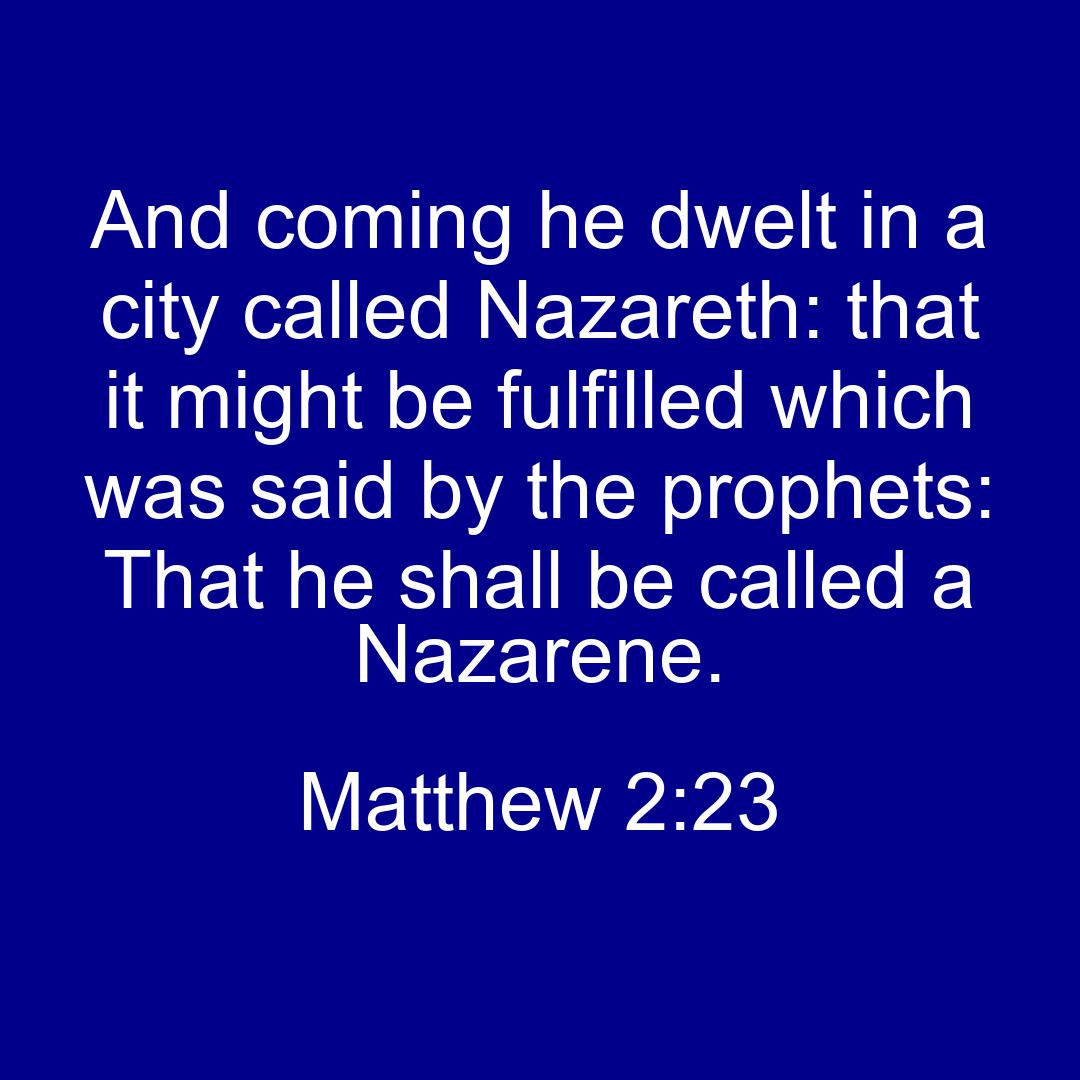 And coming he dwelt in a
city called Nazareth: that
it might be fulfilled which
was said by the prophets:
That he shall be called a
Nazarene.
Matthew 2:23